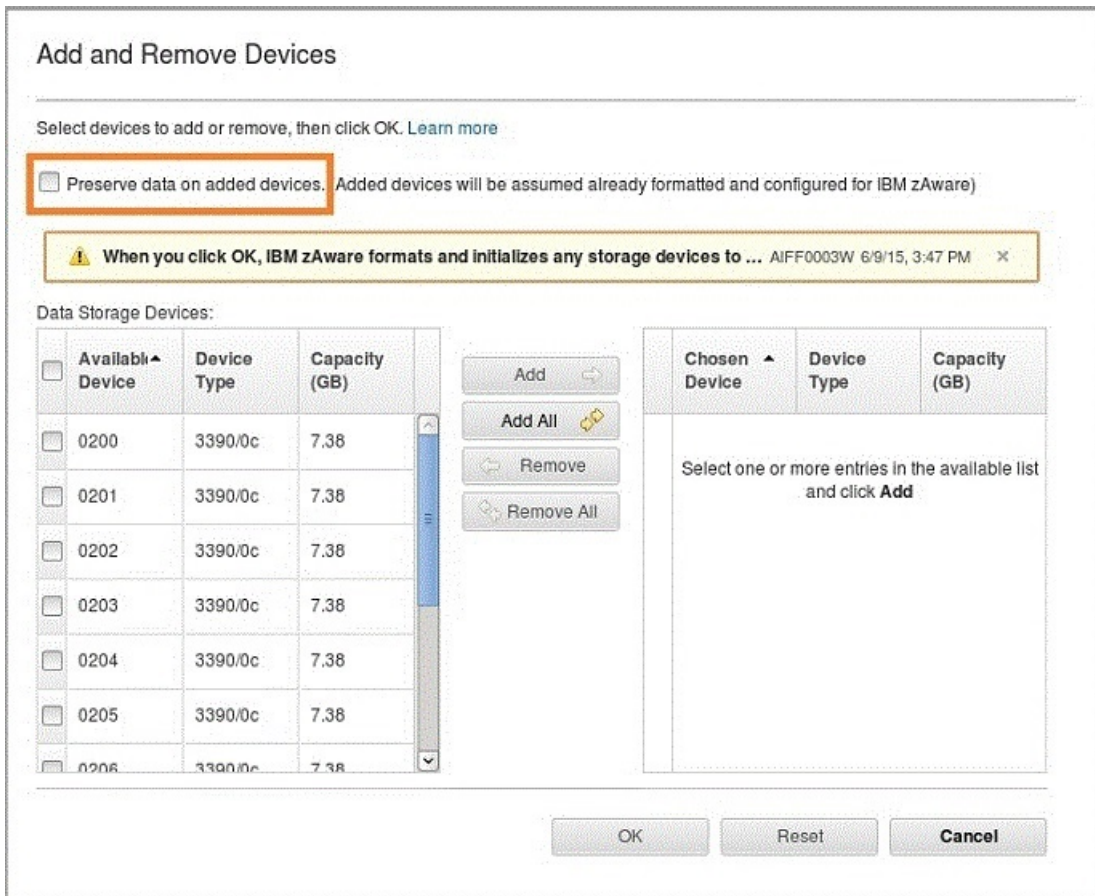 Add and Remove Devices
Select devices to add or remove, then click OK. Learn more
Preserve data on added devices. Added devices will be assumed already formatted and configured for IBM zAware)
When you click OK, IBM zAware formats and initializes any storage devices to ... AIFF0003W 6/9/15, 3:47 PM ×
Data Storage Devices:
Availabl Device Device Type Capacity (GB)
0200 3390/0c 7.38
0201 3390/0c 7.38
0202 3390/0c 7.38
0203 3390/0c 7.38
0204 3390/0c 7.38
0205 3390/0c 7.38
0206 3390/0c 7.38
Add
Add All
Remove
Remove All
Chosen Device Device Type Capacity (GB)
Select one or more entries in the available list
and click Add
OK Reset Cancel